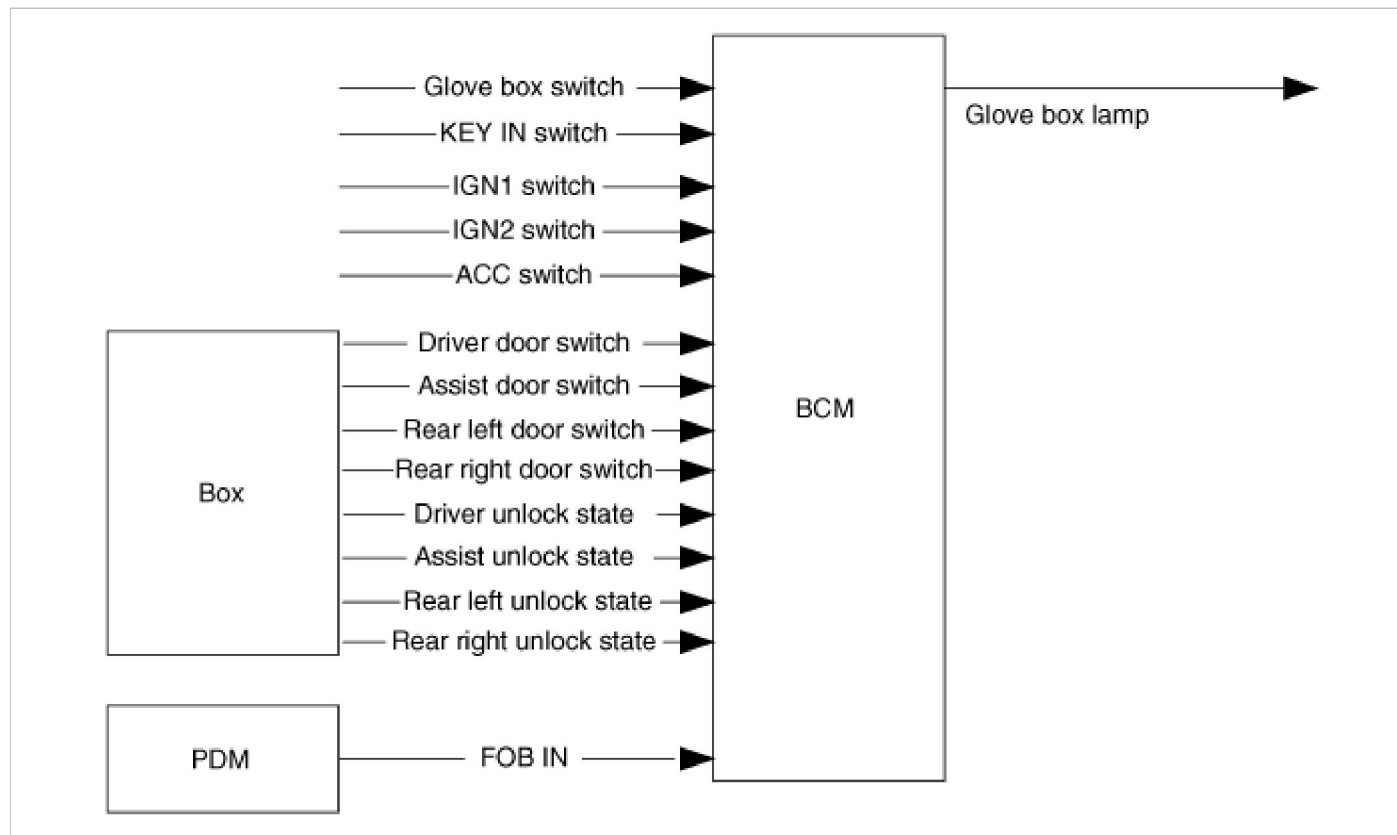 Glove box switch
Glove box lamp
KEY IN switch
IGN1 switch
IGN2 switch
ACC switch
Driver door switch
Assist door switch
BCM
Rear left door switch
Rear right door switch
Box
Driver unlock state
Assist unlock state
Rear left unlock state
Rear right unlock state
PDM
FOB IN